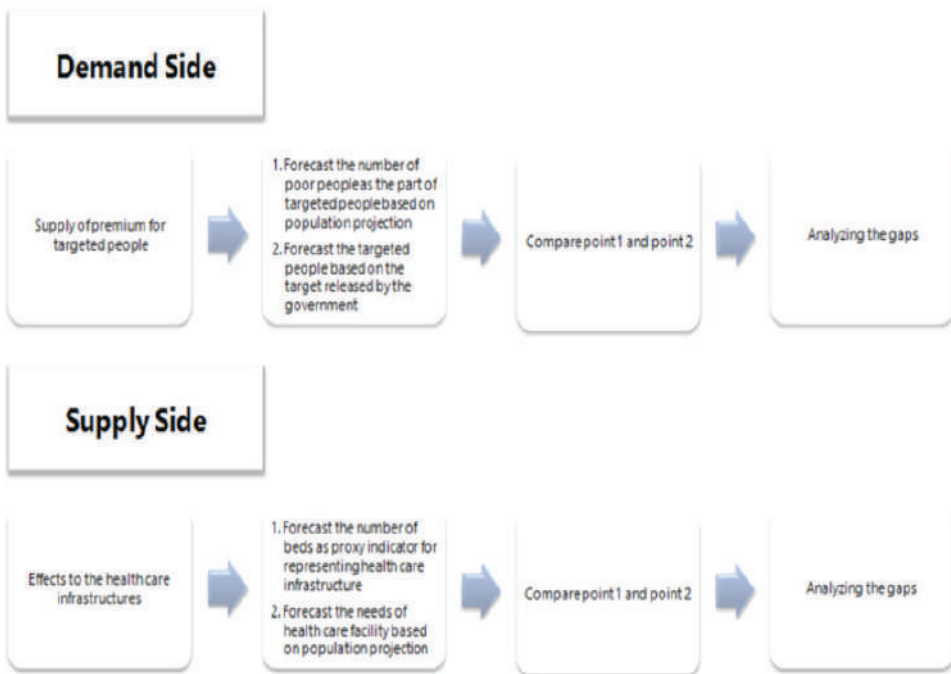 Demand Side
Supply of premium for
targeted people
1. Forecast the number of
poor peopleas the part of
targeted people based on
population projection
2. Forecast the targeted
people based on the
target released by the
government
Compare point 1 and point 2
Analyzing the gaps
Supply Side
Effects to the health care
infrastructures
1. Forecast the number of
beds as proxy indicator for
representing health care
infrastructure
2. Forecast the needs of
health care facility based
on population projection
Compare point 1 and point 2
Analyzing the gaps